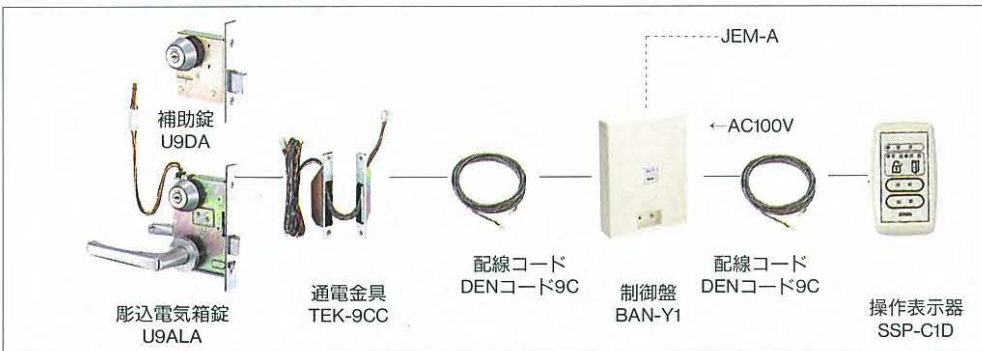 JEM-A
補助錠
U9DA
←AC100V
彫込電気箱錠
U9ALA
通電金具
TEK-9CC
配線コード
DENコード9C
制御盤
BAN-Y1
配線コード
DENコード9C
操作表示器
SSP-C1D